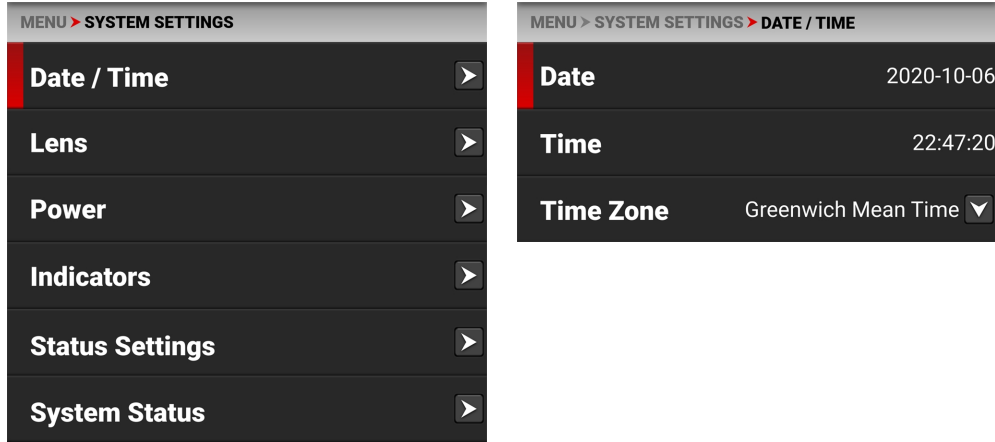 MENU > SYSTEM SETTINGS
Date / Time
Lens
Power
Indicators
Status Settings
System Status
MENU > SYSTEM SETTINGS > DATE / TIME
Date 2020-10-06
Time 22:47:20
Time Zone Greenwich Mean Time